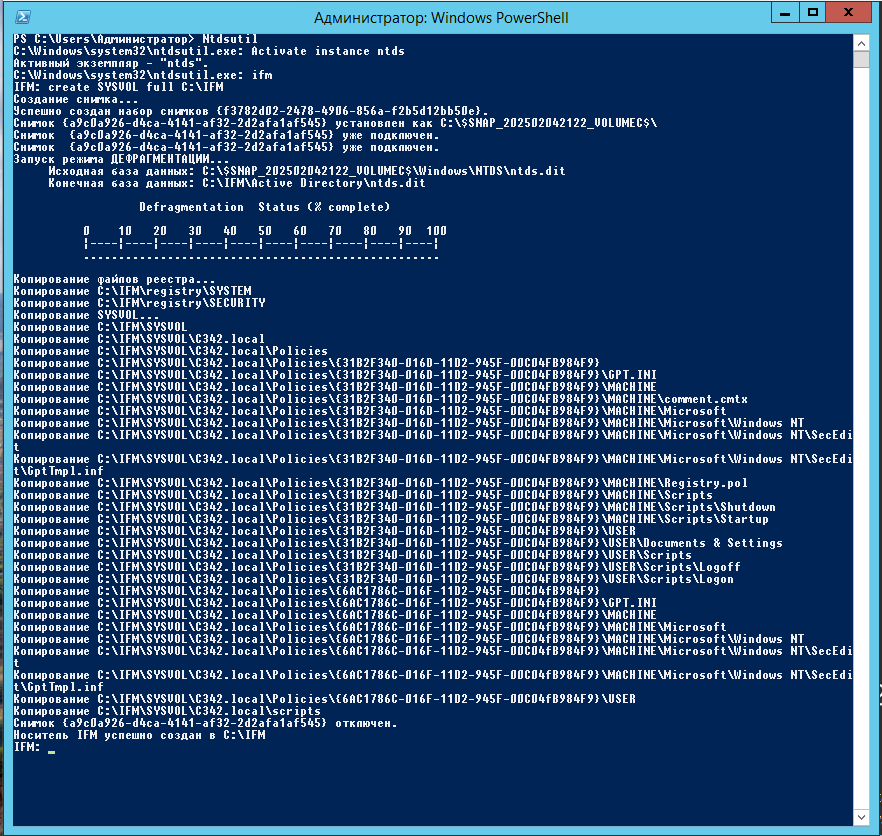 Администратор: Windows PowerShell
PS C:\Users\Администратор> Ntdsutil
C:\Windows\system32\ntdsutil.exe: Activate instance ntds
Активный экземпляр - "ntds".
C:\Windows\system32\ntdsutil.exe: ifm
IFM: create SYSVOL full C:\IFM
Создание снимка...
Успешно создан набор снимков {f3782d02-2478-4906-856a-f2b5d12bb50e}.
Снимок {a9c0a926-d4ca-4141-af32-2d2afa1af545} установлен как C:\$SNAP_202502042122_VOLUMEC$\
Снимок  {a9c0a926-d4ca-4141-af32-2d2afa1af545} уже подключен.
Снимок  {a9c0a926-d4ca-4141-af32-2d2afa1af545} уже подключен.
Запуск режима ДЕФРАГМЕНТАЦИИ...
     Исходная база данных: C:\$SNAP_202502042122_VOLUMEC$\Windows\NTDS\ntds.dit
     Конечная база данных: C:\IFM\Active Directory\ntds.dit
                  Defragmentation  Status (% complete)
          0    10   20   30   40   50   60   70   80   90  100
          |----|----|----|----|----|----|----|----|----|----|
          ...................................................
Копирование файлов реестра...
Копирование C:\IFM\registry\SYSTEM
Копирование C:\IFM\registry\SECURITY
Копирование SYSVOL...
Копирование C:\IFM\SYSVOL
Копирование C:\IFM\SYSVOL\C342.local
Копирование C:\IFM\SYSVOL\C342.local\Policies
Копирование C:\IFM\SYSVOL\C342.local\Policies\{31B2F340-016D-11D2-945F-00C04FB984F9}
Копирование C:\IFM\SYSVOL\C342.local\Policies\{31B2F340-016D-11D2-945F-00C04FB984F9}\GPT.INI
Копирование C:\IFM\SYSVOL\C342.local\Policies\{31B2F340-016D-11D2-945F-00C04FB984F9}\MACHINE
Копирование C:\IFM\SYSVOL\C342.local\Policies\{31B2F340-016D-11D2-945F-00C04FB984F9}\MACHINE\comment.cmtx
Копирование C:\IFM\SYSVOL\C342.local\Policies\{31B2F340-016D-11D2-945F-00C04FB984F9}\MACHINE\Microsoft
Копирование C:\IFM\SYSVOL\C342.local\Policies\{31B2F340-016D-11D2-945F-00C04FB984F9}\MACHINE\Microsoft\Windows NT
Копирование C:\IFM\SYSVOL\C342.local\Policies\{31B2F340-016D-11D2-945F-00C04FB984F9}\MACHINE\Microsoft\Windows NT\SecEdi
t
Копирование C:\IFM\SYSVOL\C342.local\Policies\{31B2F340-016D-11D2-945F-00C04FB984F9}\MACHINE\Microsoft\Windows NT\SecEdi
t\GptTmpl.inf
Копирование C:\IFM\SYSVOL\C342.local\Policies\{31B2F340-016D-11D2-945F-00C04FB984F9}\MACHINE\Registry.pol
Копирование C:\IFM\SYSVOL\C342.local\Policies\{31B2F340-016D-11D2-945F-00C04FB984F9}\MACHINE\Scripts
Копирование C:\IFM\SYSVOL\C342.local\Policies\{31B2F340-016D-11D2-945F-00C04FB984F9}\MACHINE\Scripts\Shutdown
Копирование C:\IFM\SYSVOL\C342.local\Policies\{31B2F340-016D-11D2-945F-00C04FB984F9}\MACHINE\Scripts\Startup
Копирование C:\IFM\SYSVOL\C342.local\Policies\{31B2F340-016D-11D2-945F-00C04FB984F9}\USER
Копирование C:\IFM\SYSVOL\C342.local\Policies\{31B2F340-016D-11D2-945F-00C04FB984F9}\USER\Documents & Settings
Копирование C:\IFM\SYSVOL\C342.local\Policies\{31B2F340-016D-11D2-945F-00C04FB984F9}\USER\Scripts
Копирование C:\IFM\SYSVOL\C342.local\Policies\{31B2F340-016D-11D2-945F-00C04FB984F9}\USER\Scripts\Logoff
Копирование C:\IFM\SYSVOL\C342.local\Policies\{31B2F340-016D-11D2-945F-00C04FB984F9}\USER\Scripts\Logon
Копирование C:\IFM\SYSVOL\C342.local\Policies\{6AC1786C-016F-11D2-945F-00C04fB984F9}
Копирование C:\IFM\SYSVOL\C342.local\Policies\{6AC1786C-016F-11D2-945F-00C04fB984F9}\GPT.INI
Копирование C:\IFM\SYSVOL\C342.local\Policies\{6AC1786C-016F-11D2-945F-00C04fB984F9}\MACHINE
Копирование C:\IFM\SYSVOL\C342.local\Policies\{6AC1786C-016F-11D2-945F-00C04fB984F9}\MACHINE\Microsoft
Копирование C:\IFM\SYSVOL\C342.local\Policies\{6AC1786C-016F-11D2-945F-00C04fB984F9}\MACHINE\Microsoft\Windows NT
Копирование C:\IFM\SYSVOL\C342.local\Policies\{6AC1786C-016F-11D2-945F-00C04fB984F9}\MACHINE\Microsoft\Windows NT\SecEdi
t
Копирование C:\IFM\SYSVOL\C342.local\Policies\{6AC1786C-016F-11D2-945F-00C04fB984F9}\MACHINE\Microsoft\Windows NT\SecEdi
t\GptTmpl.inf
Копирование C:\IFM\SYSVOL\C342.local\Policies\{6AC1786C-016F-11D2-945F-00C04fB984F9}\USER
Копирование C:\IFM\SYSVOL\C342.local\scripts
Снимок {a9c0a926-d4ca-4141-af32-2d2afa1af545} отключен.
Носитель IFM успешно создан в C:\IFM
IFM: _